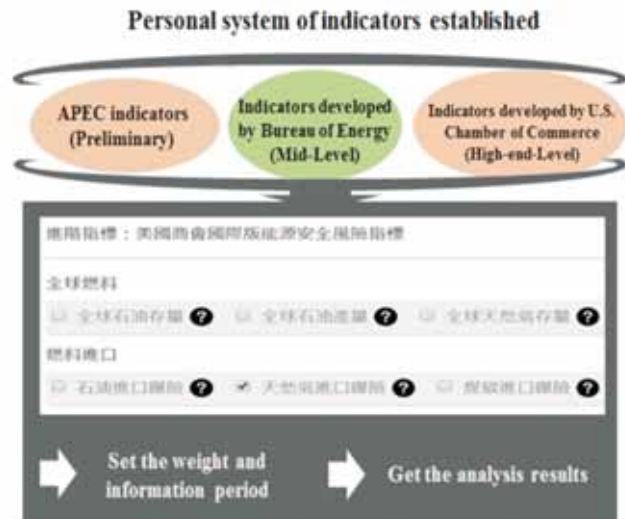 Personal system of indicators established
APEC indicators
(Preliminary)
Indicators developed
by Bureau of Energy
(Mid-Level)
Indicators developed by U.S.
Chamber of Commerce
(High-end-Level)
進階指標：美國商會國際版能源安全風險指標
全球燃料
全球石油存量 ? 全球石油產量 ? 全球天然氣存量 ?
燃料進口
石油進口曝險 ? 天然氣進口曝險 ? 煤碳進口曝險 ?
Set the weight and
information period
Get the analysis results